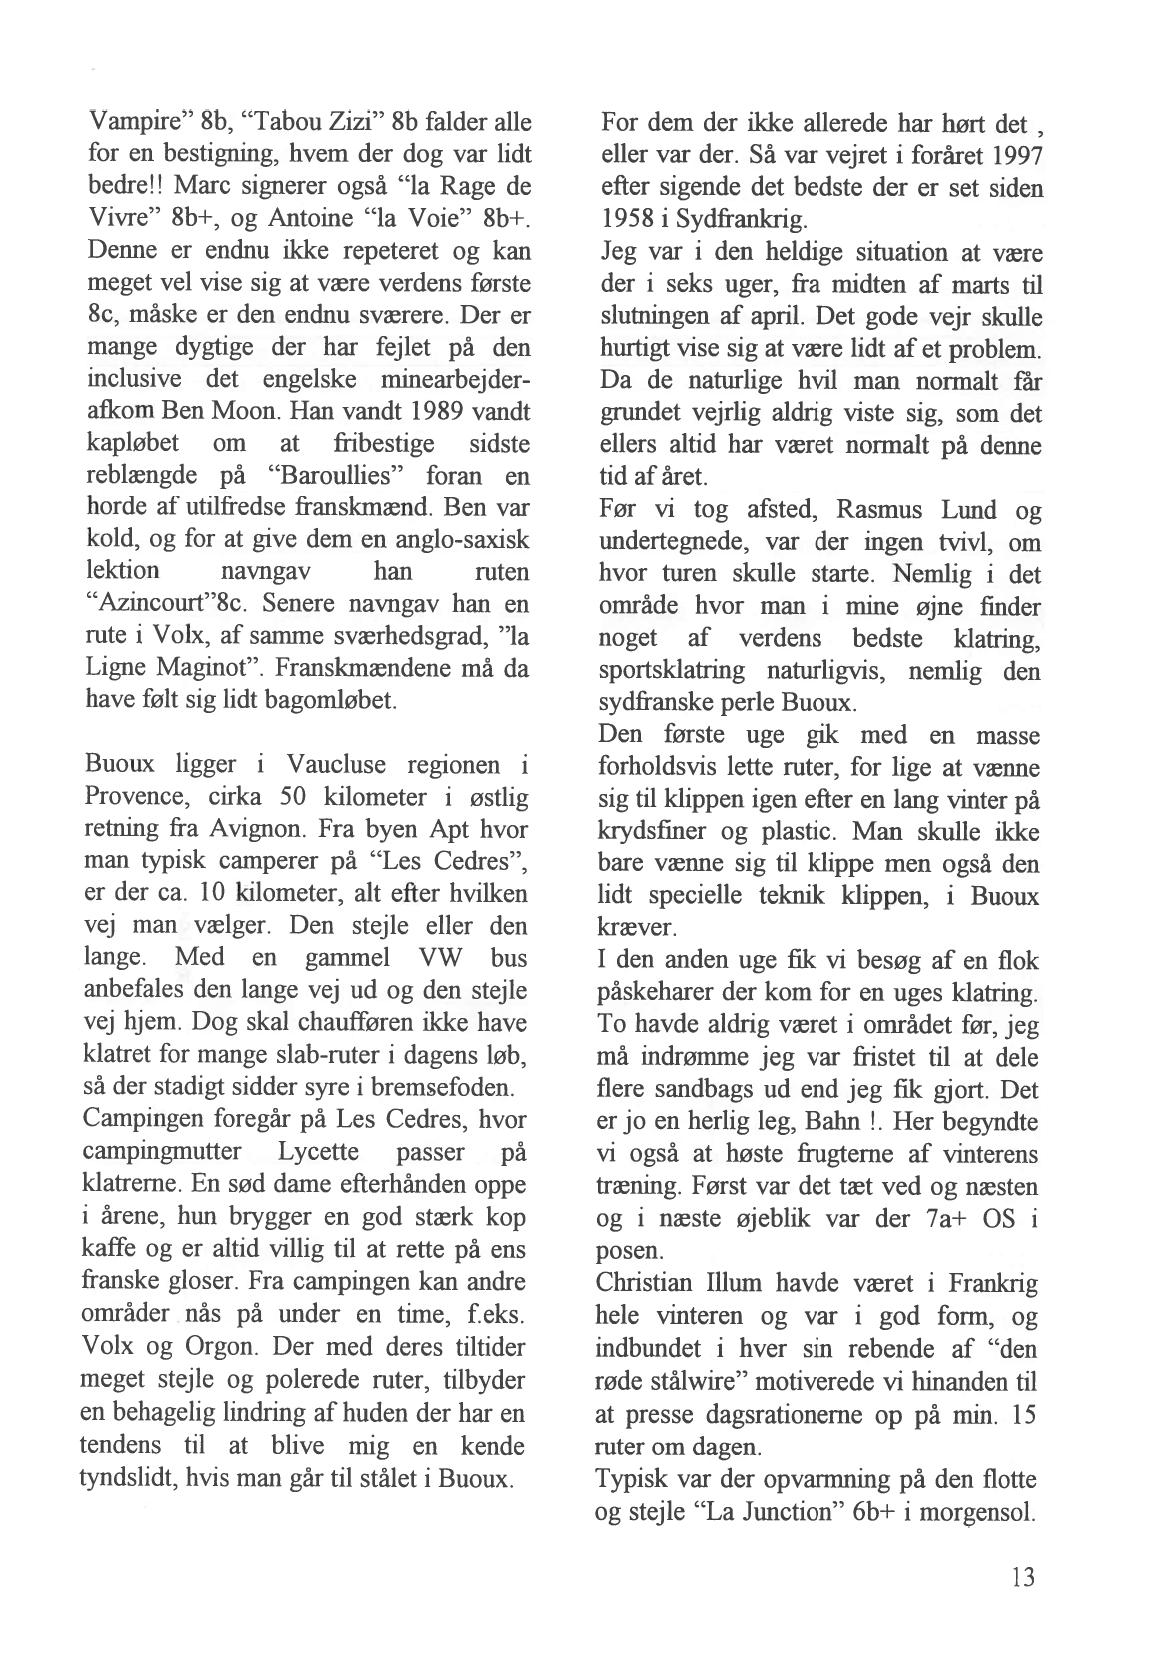 Vampire” 8b, “Tabou Zizi” 8b falder alle
for en bestigning, hvem der dog var lidt
bedre!! Marc signerer også “la Rage de
Vivre” 8b+, og Antoine “la Voie” 8b+.
Denne er endnu ikke repeteret og kan
meget vel vise sig at være verdens første
8c, måske er den endnu sværere. Der er
mange dygtige der har fejlet på den
inclusive det engelske minearbejder-
afkom Ben Moon. Han vandt 1989 vandt
kapløbet om at fribestige sidste
reblængde på “Baroullies” foran en
horde af utilfredse franskmænd. Ben var
kold, og for at give dem en anglo-saxisk
lektion navngav han ruten
“Azincourt”8c. Senere navngav han en
rute i Volx, af samme sværhedsgrad, ”la
Ligne Maginot”. Franskmændene må da
have følt sig lidt bagomløbet.

Buoux ligger i Vaucluse regionen i
Provence, cirka 50 kilometer i østlig
retning fra Avignon. Fra byen Apt hvor
man typisk camperer på “Les Cedres”,
er der ca. 10 kilometer, alt efter hvilken
vej man vælger. Den stejle eller den
lange. Med en gammel VW bus
anbefales den lange vej ud og den stejle
vej hjem. Dog skal chaufføren ikke have
klatret for mange slab-ruter i dagens løb,
så der stadigt sidder syre i bremsefoden.
Campingen foregår på Les Cedres, hvor
campingmutter Lycette passer på
klatrerne. En sød dame efterhånden oppe
i årene, hun brygger en god stærk kop
kaffe og er altid villig til at rette på ens
franske gloser. Fra campingen kan andre
områder nås på under en time, f.eks.
Volx og Orgon. Der med deres tiltider
meget stejle og polerede ruter, tilbyder
en behagelig lindring af huden der har en
tendens til at blive mig en kende
tyndslidt, hvis man går til stålet i Buoux.

For dem der ikke allerede har hørt det ,
eller var der. Så var vejret i foråret 1997
efter sigende det bedste der er set siden
1958 i Sydfrankrig.
Jeg var i den heldige situation at være
der i seks uger, fra midten af marts til
slutningen af april. Det gode vejr skulle
hurtigt vise sig at være lidt af et problem.
Da de naturlige hvil man normalt får
grundet vejrlig aldrig viste sig, som det
ellers altid har været normalt på denne
tid af året.
Før vi tog afsted, Rasmus Lund og
undertegnede, var der ingen tvivl, om
hvor turen skulle starte. Nemlig i det
område hvor man i mine øjne finder
noget af verdens bedste klatring,
sportsklatring naturligvis, nemlig den
sydfranske perle Buoux.
Den første uge gik med en masse
forholdsvis lette ruter, for lige at vænne
sig til klippen igen efter en lang vinter på
krydsfiner og plastic. Man skulle ikke
bare vænne sig til klippe men også den
lidt specielle teknik klippen, i Buoux
kræver.
I den anden uge fik vi besøg af en flok
påskeharer der kom for en uges klatring.
To havde aldrig været i området før, jeg
må indrømme jeg var fristet til at dele
flere sandbags ud end jeg fik gjort. Det
er jo en herlig leg, Bahn !. Her begyndte
vi også at høste frugterne af vinterens
træning. Først var det tæt ved og næsten
og i næste øjeblik var der 7a+ OS i
posen.
Christian Illum havde været i Frankrig
hele vinteren og var i god form, og
indbundet i hver sin rebende af “den
røde stålwire” motiverede vi hinanden til
at presse dagsrationerne op på min. 15
ruter om dagen.
Typisk var der opvarmning på den flotte
og stejle “La Junction” 6b+ i morgensol.

13